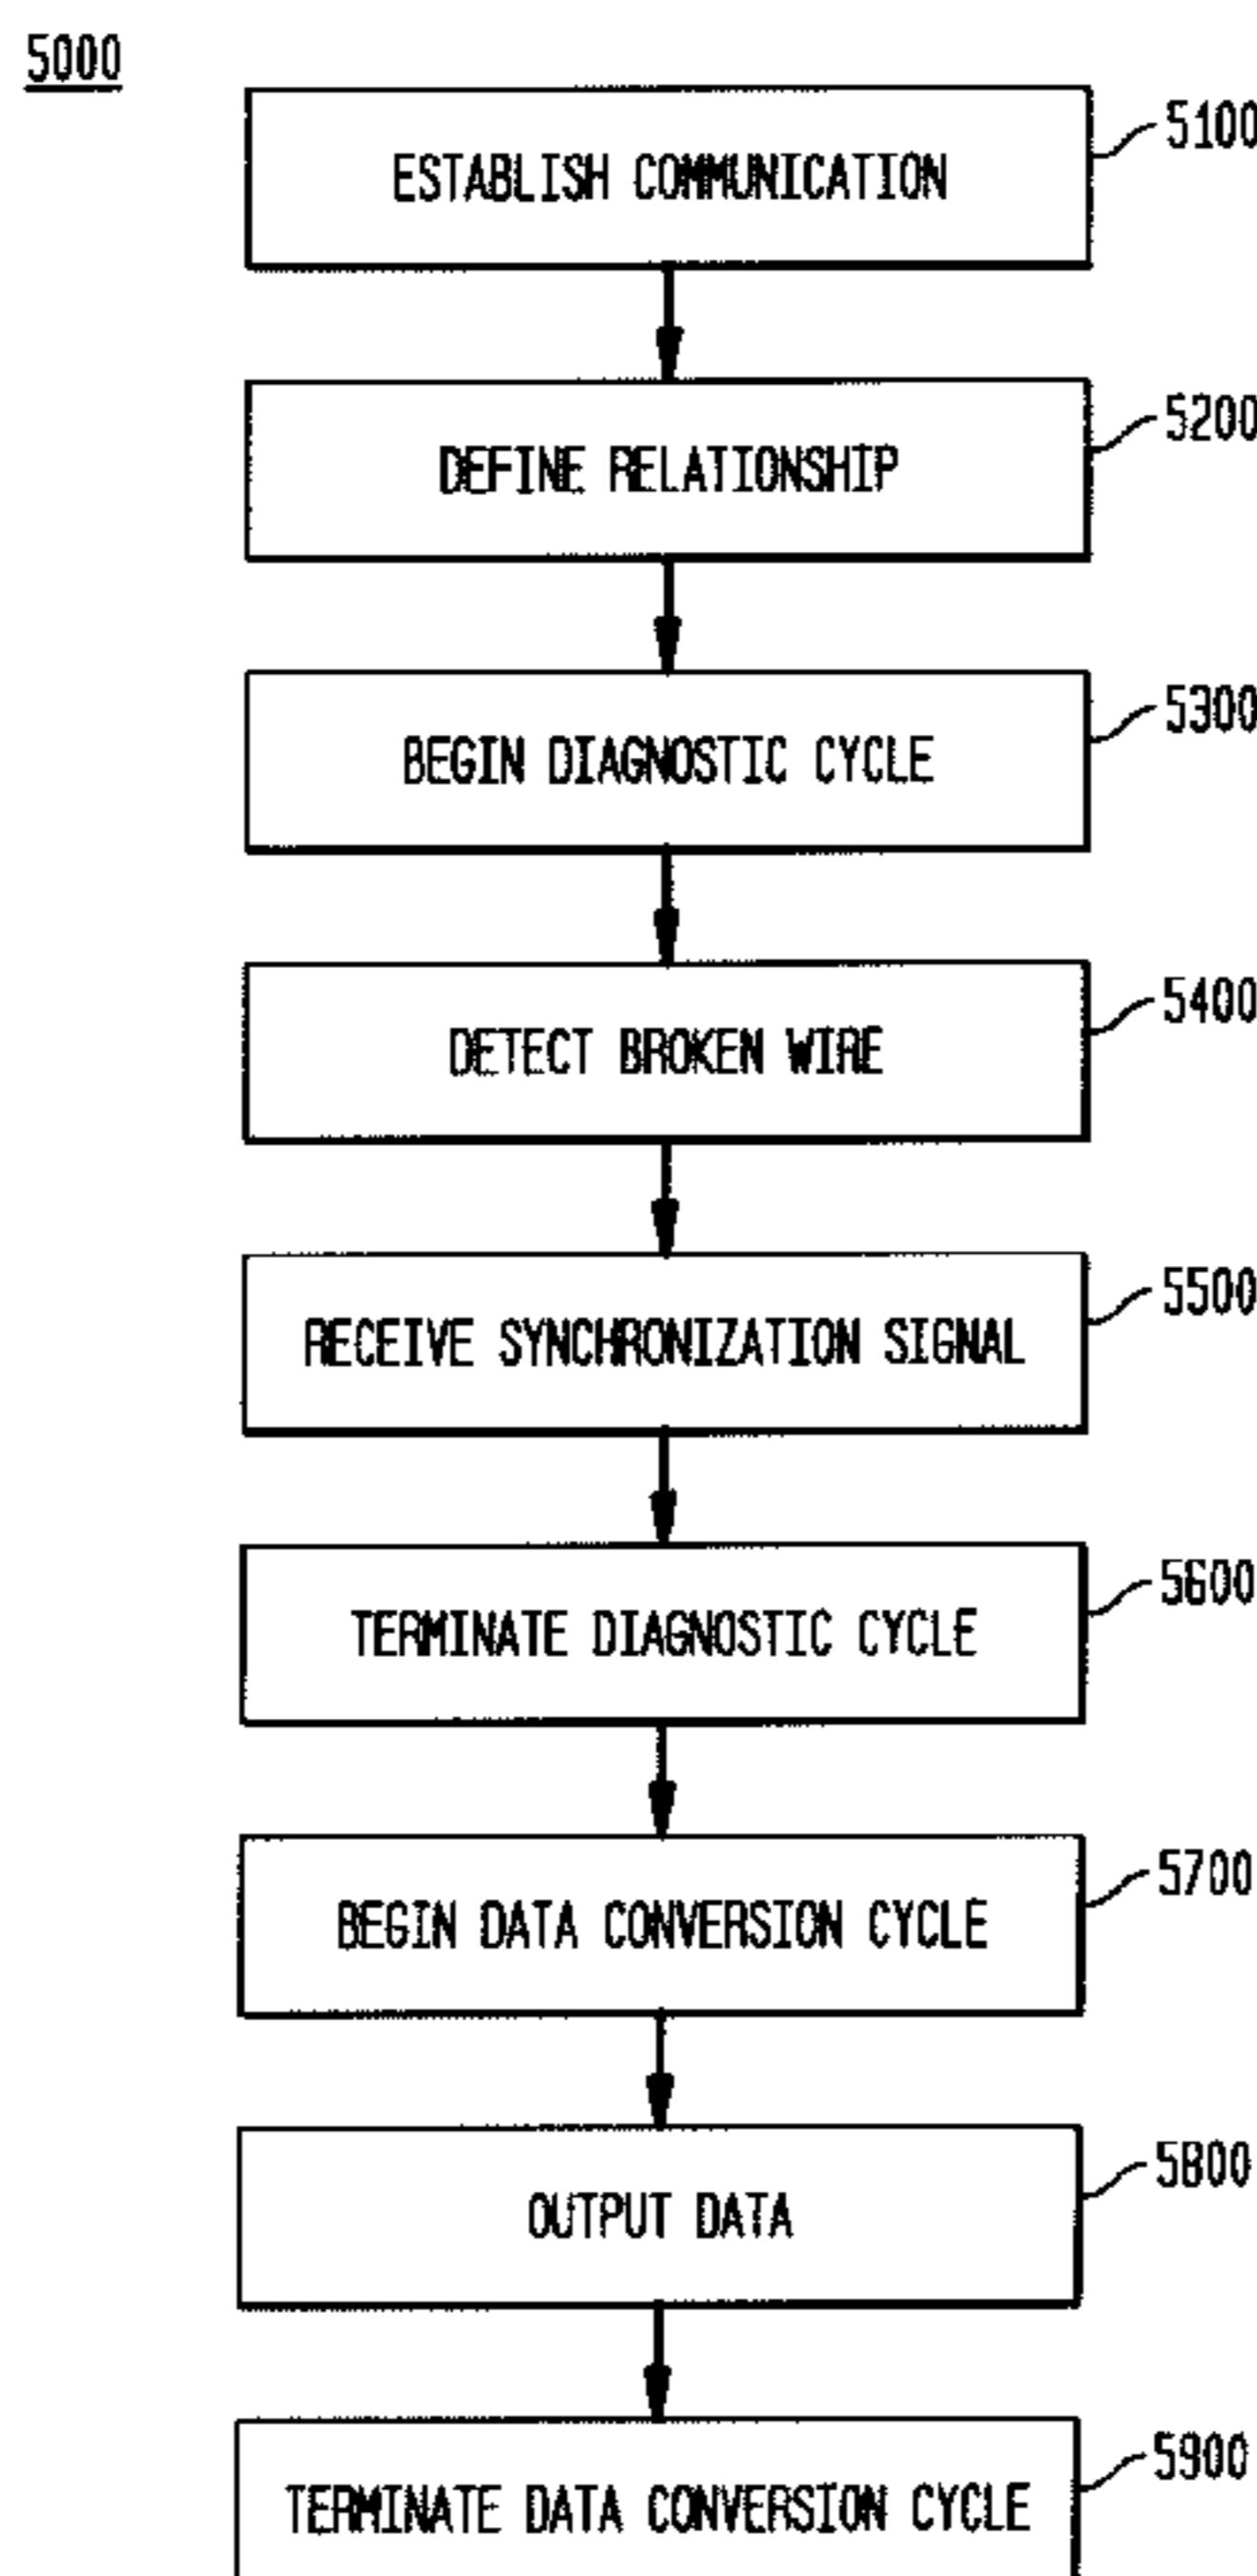 5000
ESTABLISH COMMUNICATION
5100
DEFINE RELATIONSHIP
5200
BEGIN DIAGNOSTIC CYCLE
5300
DETECT BROKEN WIRE
5400
RECEIVE SYNCHRONIZATION SIGNAL
5500
TERMINATE DIAGNOSTIC CYCLE
5600
BEGIN DATA CONVERSION CYCLE
5700
OUTPUT DATA
5800
TERMINATE DATA CONVERSION CYCLE
5900